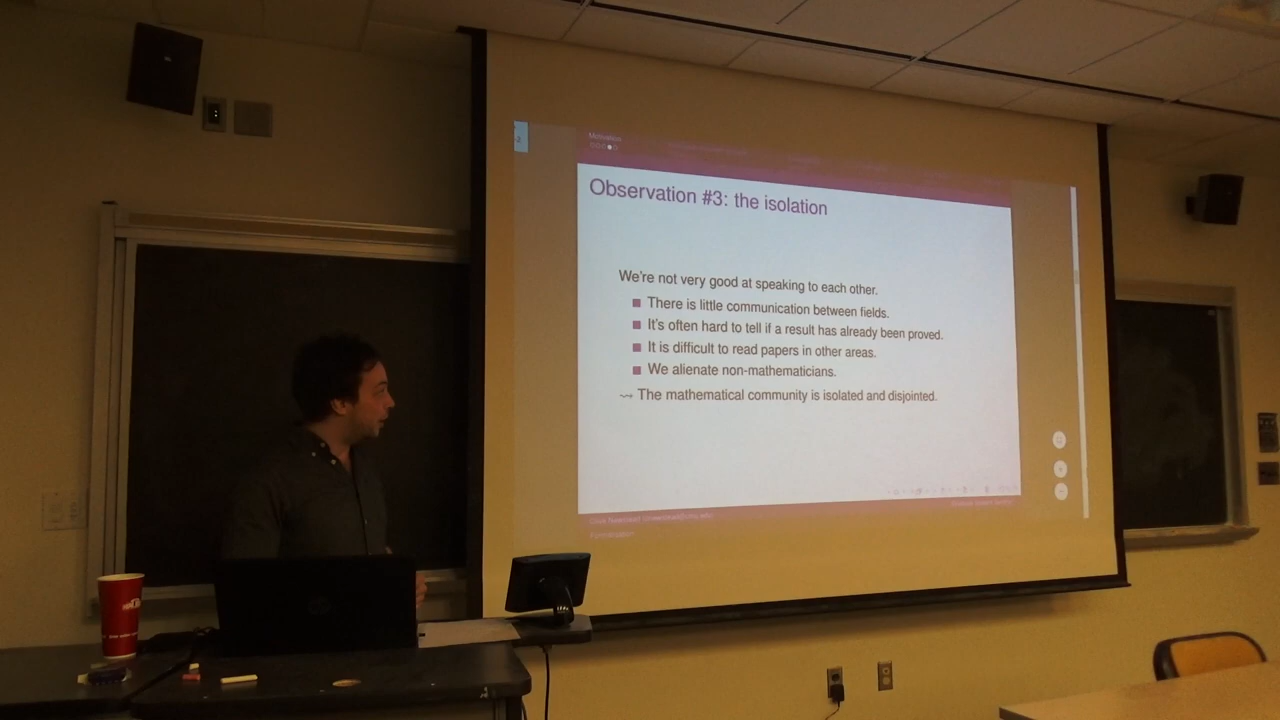 Motivation
Observation #3: the isolation
We're not very good at speaking to each other.
There is little communication between fields.
It's often hard to tell if a result has already been proved.
It is difficult to read papers in other areas.
We alienate non-mathematicians.
⇝ The mathematical community is isolated and disjointed.